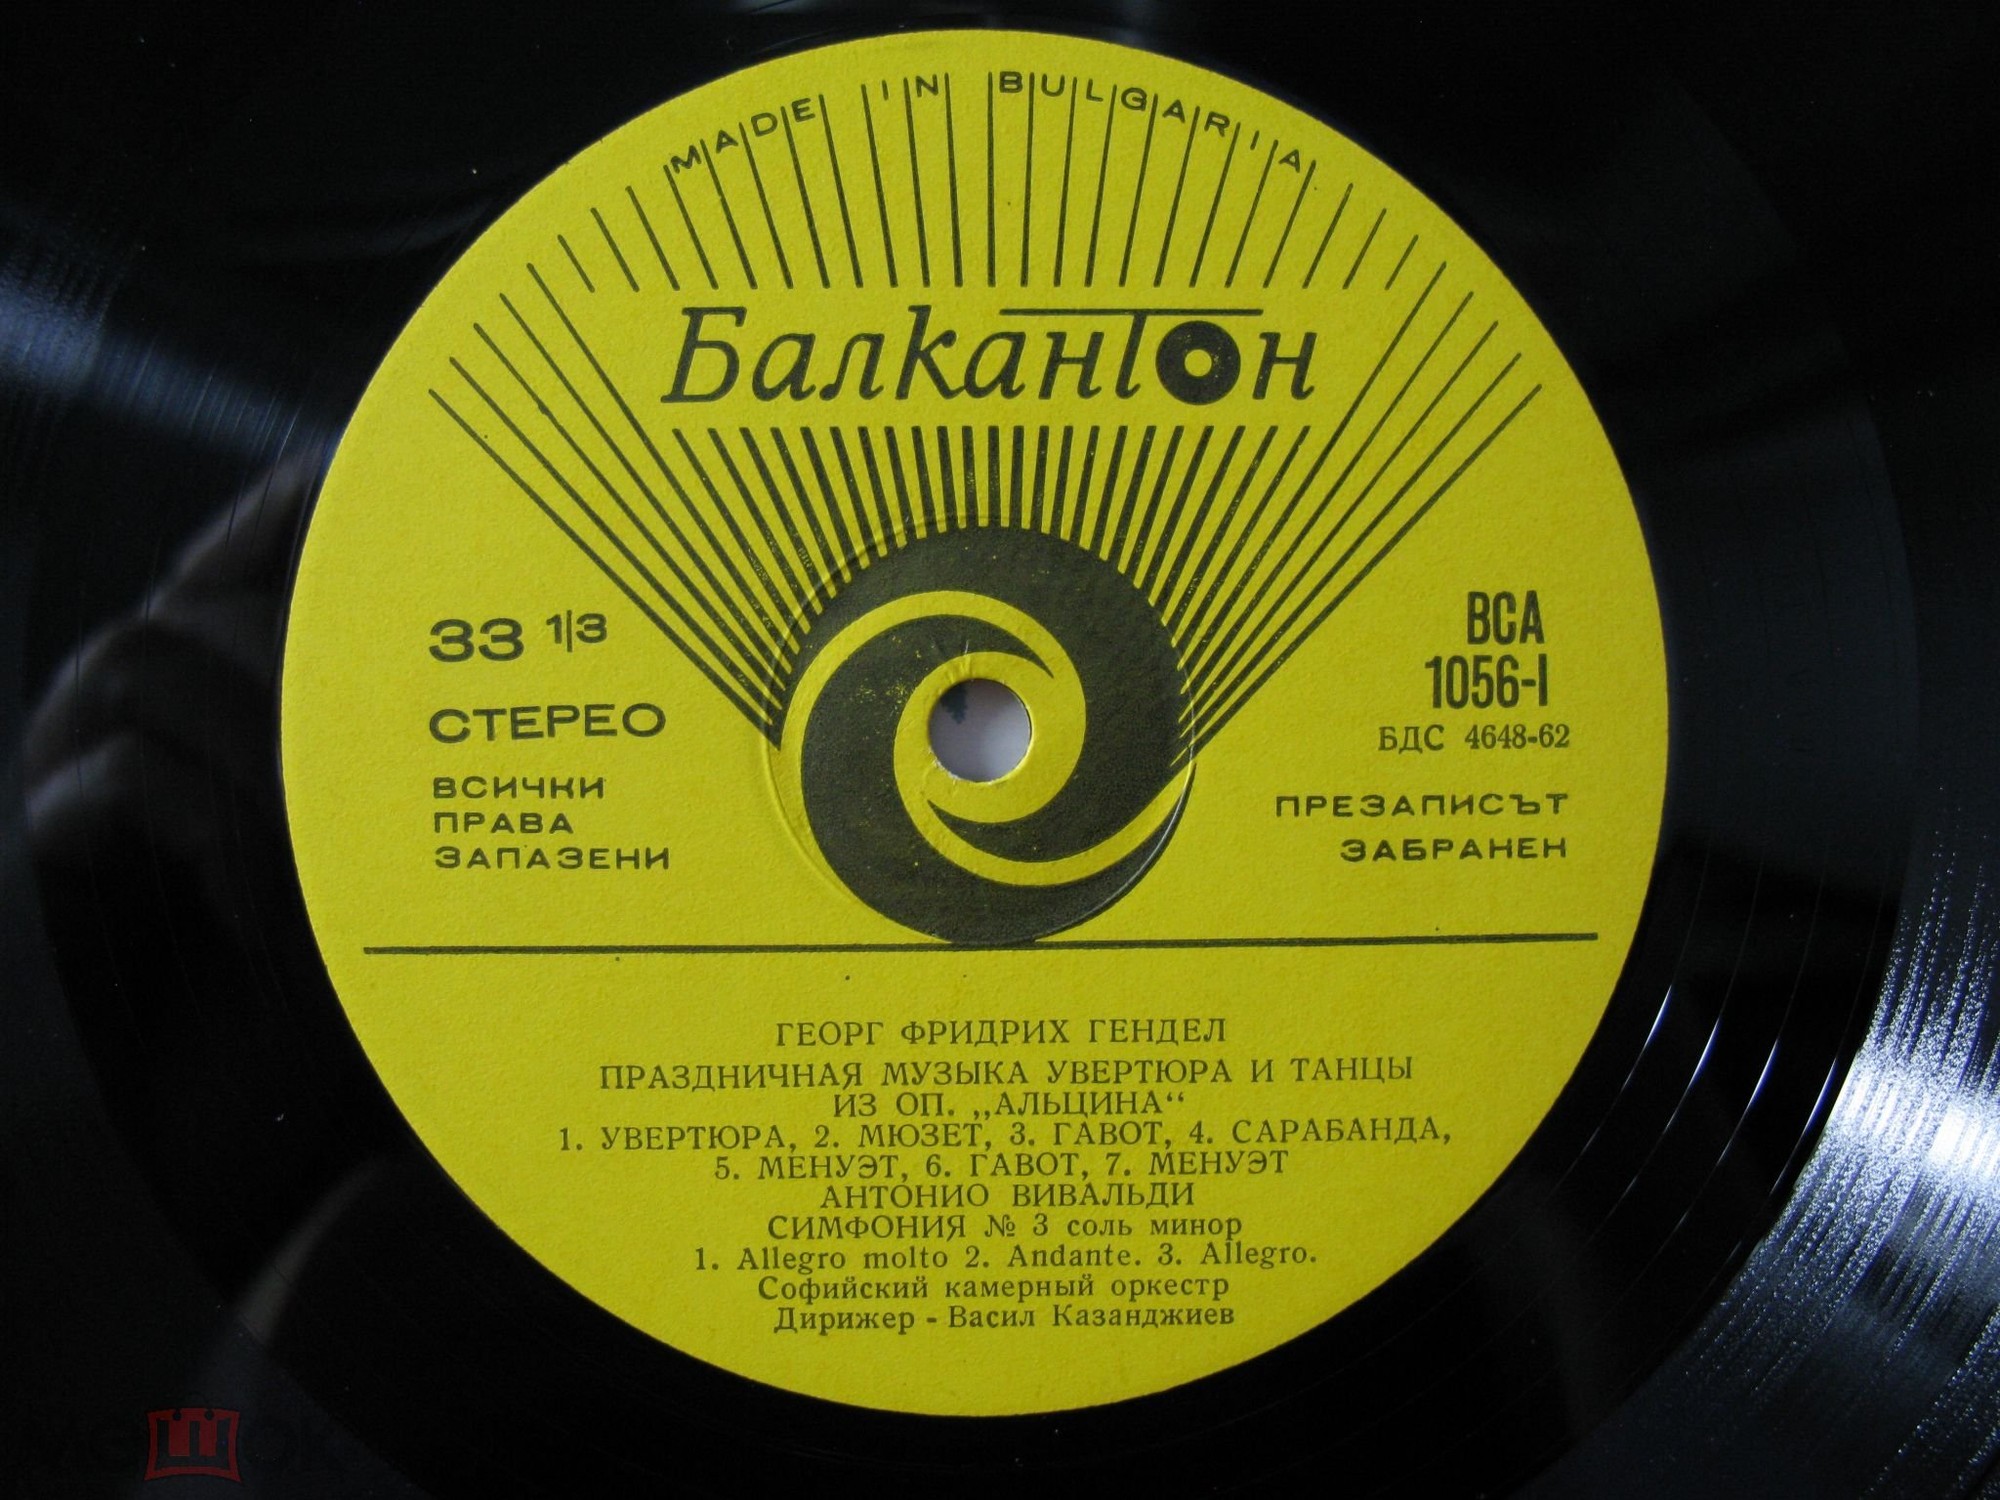 MADE IN BULGARIA
Балкантон
33 1/3
СТЕРЕО
ВСИЧКИ
ПРАВА
ЗАПАЗЕНИ
ВСА
1056-I
БДС 4648-62
ПРЕЗАПИСЪТ
ЗАБРАНЕН
ГЕОРГ ФРИДРИХ ГЕНДЕЛ
ПРАЗДНИЧНАЯ МУЗЫКА УВЕРТЮРА И ТАНЦЫ
ИЗ ОП. „АЛЬЦИНА“
1. УВЕРТЮРА, 2. МЮЗЕТ, 3. ГАВОТ, 4. САРАБАНДА,
5. МЕНУЭТ, 6. ГАВОТ, 7. МЕНУЭТ
АНТОНИО ВИВАЛЬДИ
СИМФОНИЯ № 3 соль минор
1. Allegro molto 2. Andante. 3. Allegro.
Софийский камерный оркестр
Дирижер - Васил Казанджиев
мешок